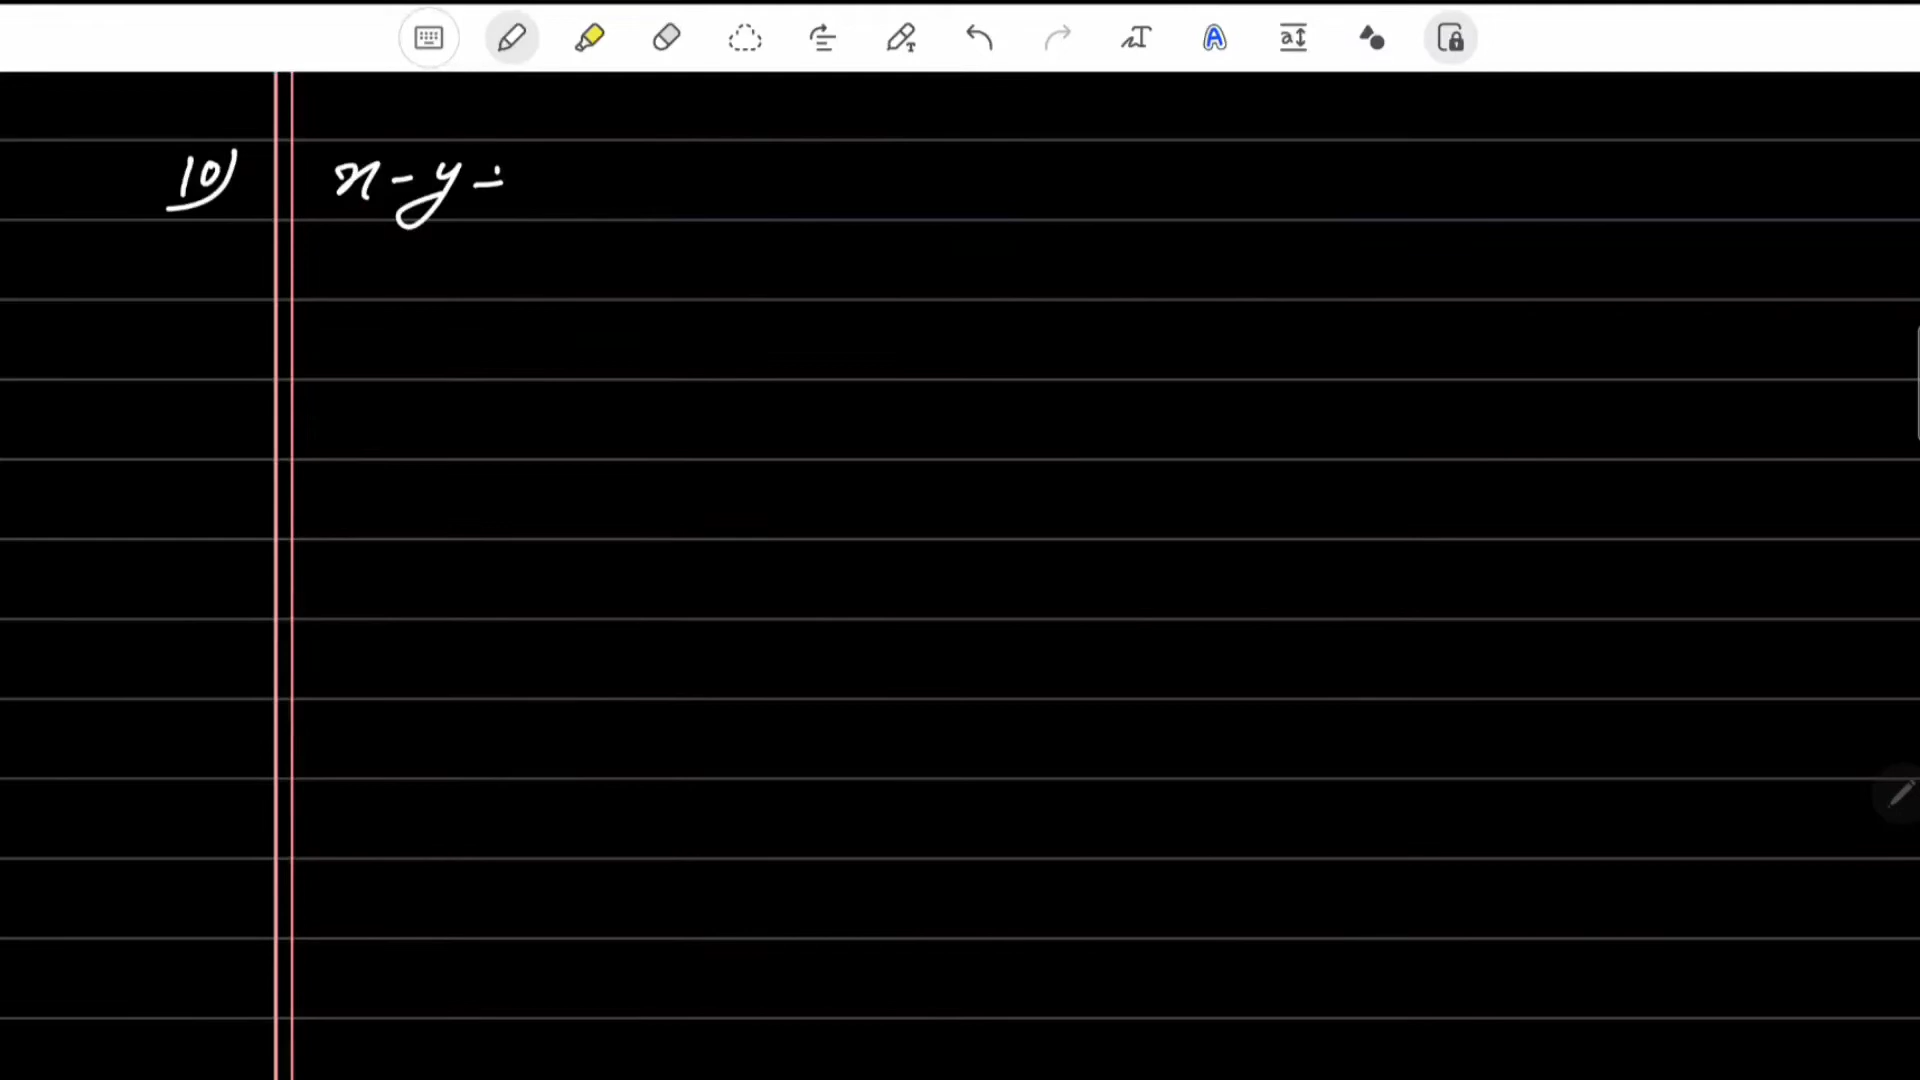 10) x - y =